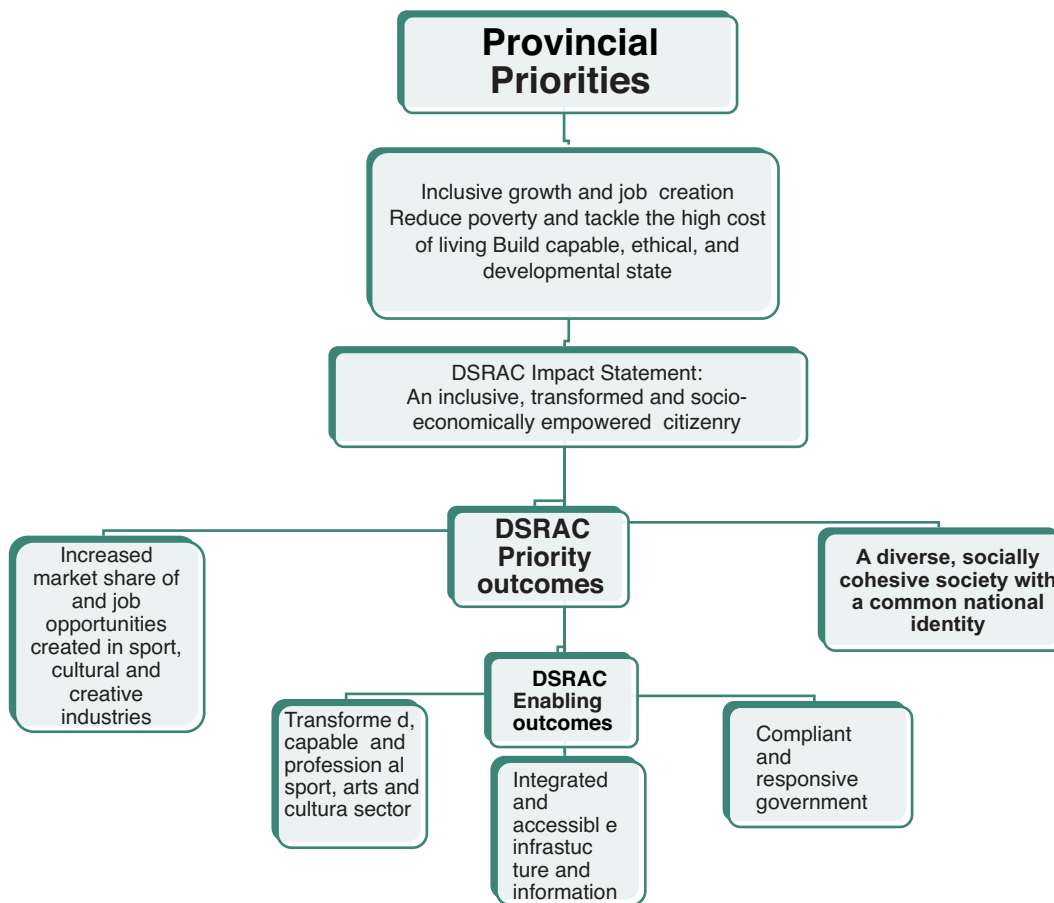 Provincial
Priorities
Inclusive growth and job creation
Reduce poverty and tackle the high cost
of living Build capable, ethical, and
developmental state
DSRAC Impact Statement:
An inclusive, transformed and socio-
economically empowered citizenry
DSRAC
Priority
outcomes
Increased
market share of
and job
opportunities
created in sport,
cultural and
creative
industries
A diverse, socially
cohesive society with
a common national
identity
DSRAC
Enabling
outcomes
Transforme d,
capable and
profession al
sport, arts and
cultura sector
Integrated
and
accessibl e
infrastuc
ture and
information
Compliant
and
responsive
government